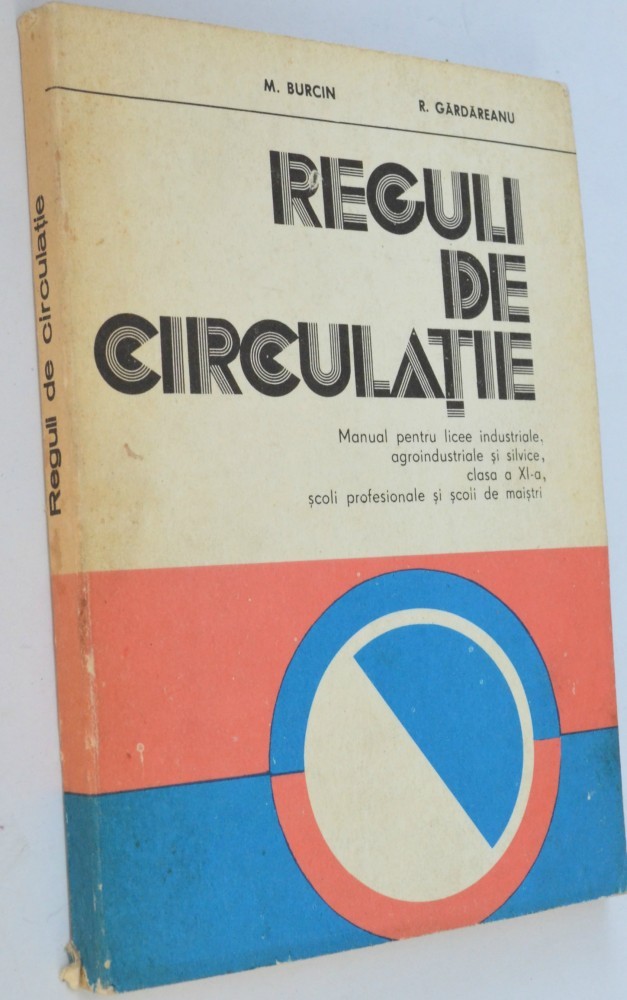 M. BURCIN
R. GĂRDĂREANU
REGULI
DE
CIRCULAȚIE
Manual pentru licee industriale,
agroindustriale și silvice,
clasa a XI-a,
școli profesionale și școli de maiștri
Reguli de circulație